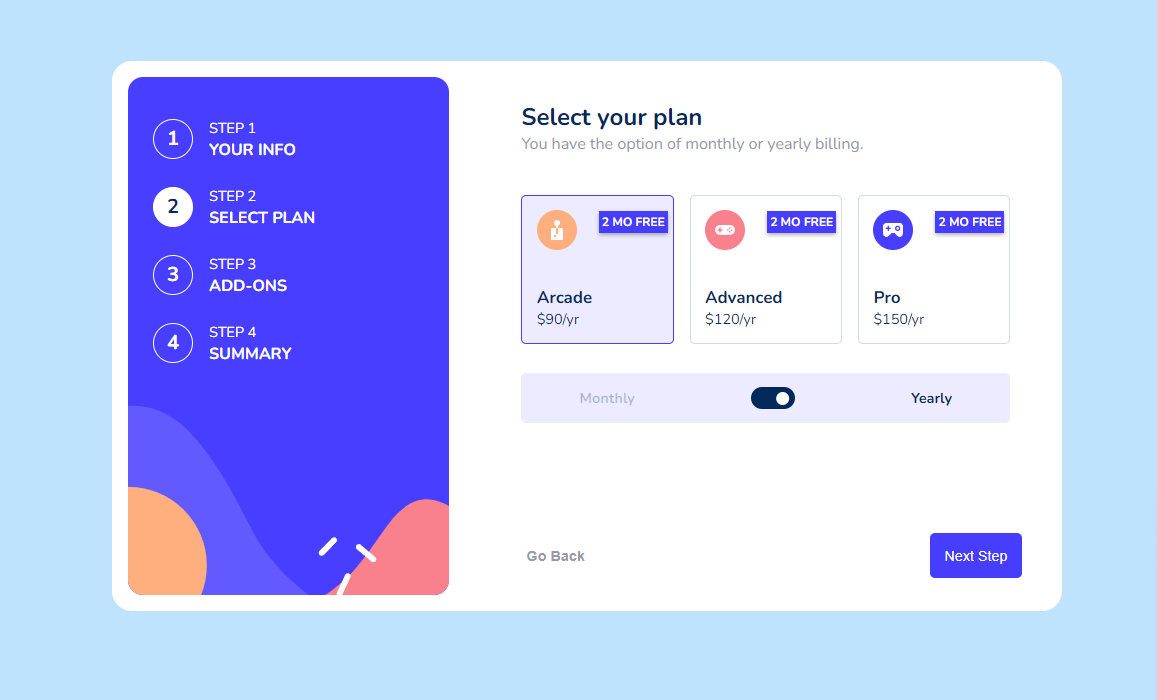 1
STEP 1
YOUR INFO
2
STEP 2
SELECT PLAN
3
STEP 3
ADD-ONS
4
STEP 4
SUMMARY
Select your plan
You have the option of monthly or yearly billing.
2 MO FREE
Arcade
$90/yr
2 MO FREE
Advanced
$120/yr
2 MO FREE
Pro
$150/yr
Monthly
Yearly
Go Back
Next Step